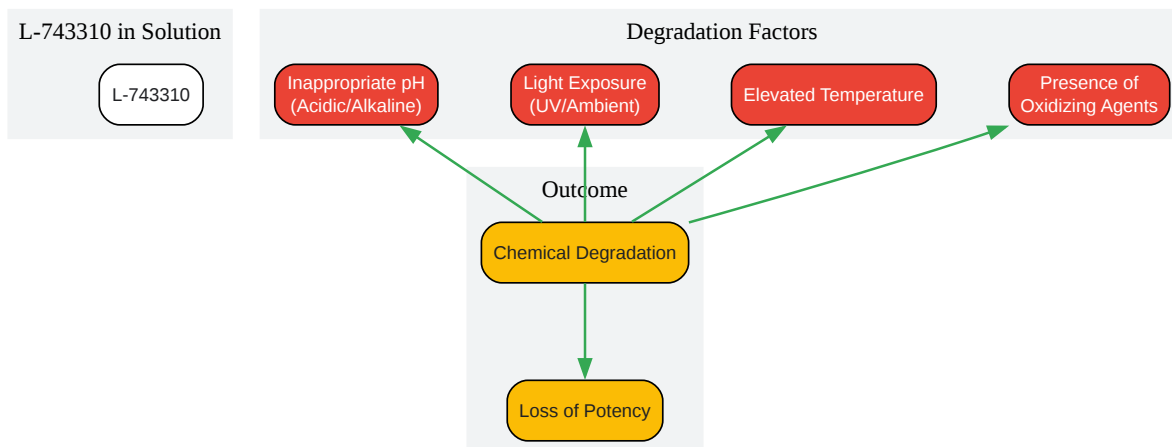 L-743310 in Solution
L-743310
Degradation Factors
Inappropriate pH
(Acidic/Alkaline)
Light Exposure
(UV/Ambient)
Elevated Temperature
Presence of
Oxidizing Agents
Outcome
Chemical Degradation
Loss of Potency